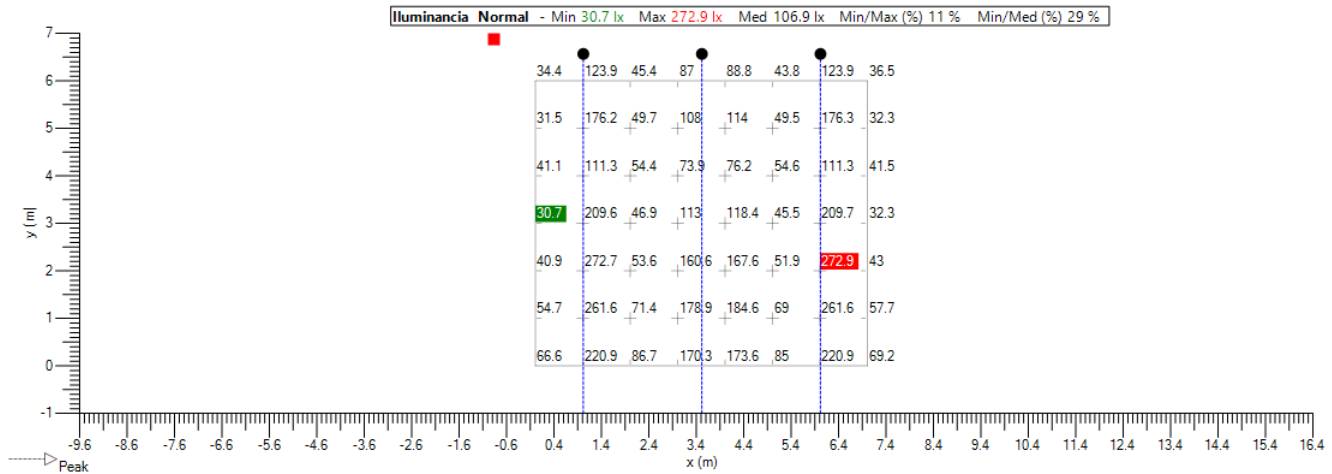 Iluminancia Normal - Min 30.7 lx Max 272.9 lx Med 106.9 lx Min/Max (%) 11 % Min/Med (%) 29 %
7
34.4 123.9 45.4 87 88.8 43.8 123.9 36.5
6
31.5 176.2 49.7 108 114 49.5 176.3 32.3
5
41.1 111.3 54.4 73.9 76.2 54.6 111.3 41.5
4
30.7 209.6 46.9 113 118.4 45.5 209.7 32.3
3
y (m)
40.9 272.7 53.6 160.6 167.6 51.9 272.9 43
2
54.7 261.6 71.4 178.9 184.6 69 261.6 57.7
1
66.6 220.9 86.7 170.3 173.6 85 220.9 69.2
0
-1
-9.6 -8.6 -7.6 -6.6 -5.6 -4.6 -3.6 -2.6 -1.6 -0.6 0.4 1.4 2.4 3.4 4.4 5.4 6.4 7.4 8.4 9.4 10.4 11.4 12.4 13.4 14.4 15.4 16.4
x (m)
Peak